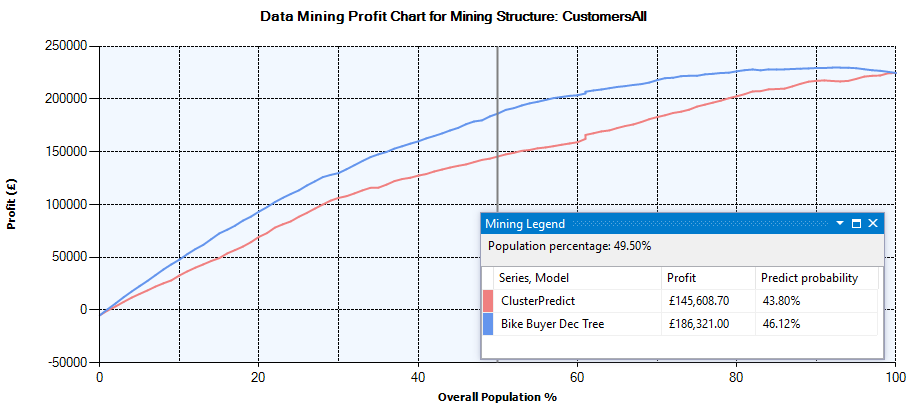 Data Mining Profit Chart for Mining Structure: CustomersAll
250000
200000
150000
100000
50000
0
-50000
Profit (£)
0 20 40 60 80 100
Overall Population %
Mining Legend
Population percentage: 49.50%
Series, Model Profit Predict probability
ClusterPredict £145,608.70 43.80%
Bike Buyer Dec Tree £186,321.00 46.12%